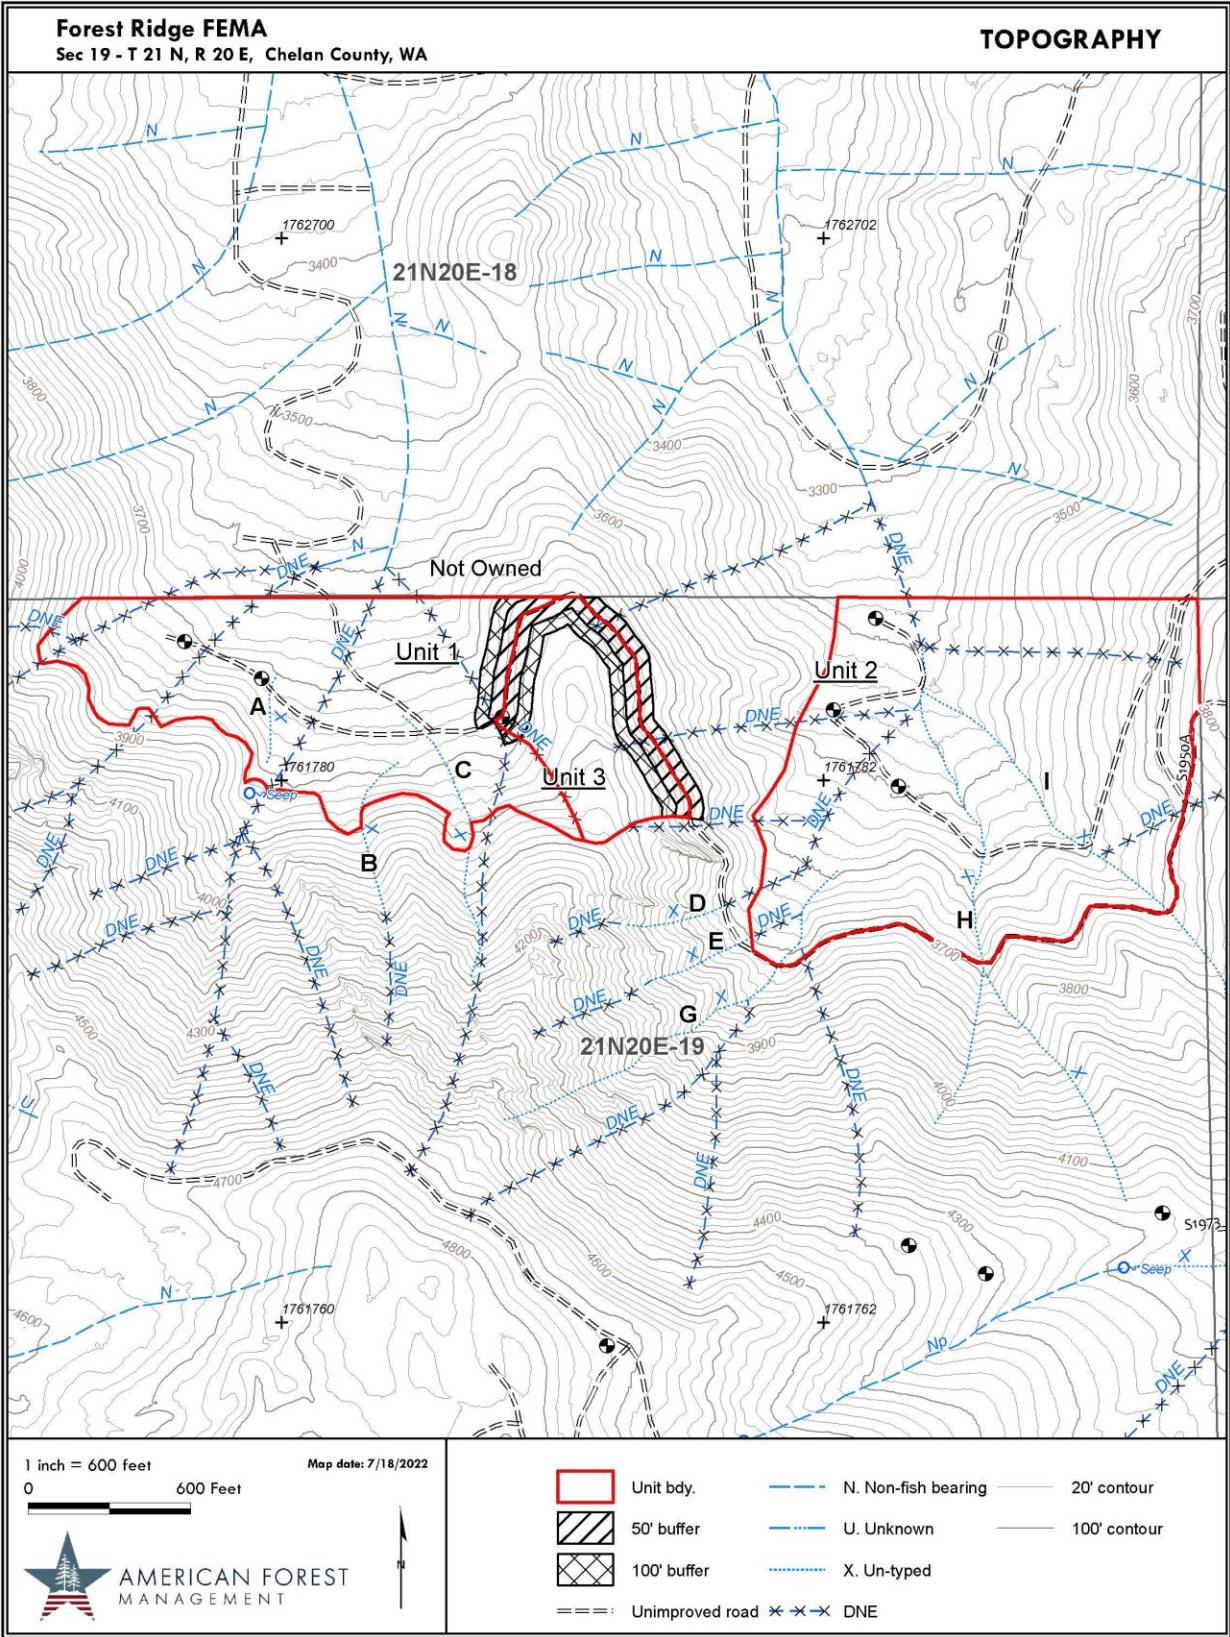 Forest Ridge FEMA
Sec 19 - T 21 N, R 20 E, Chelan County, WA
TOPOGRAPHY
N
N
N
1762700
1762702
3400
N
21N20E-18
N
N
N
N
3700
N
3800
N
N
3600
N
N
3500
3400
N
3300
3700
3500
3600
N
DNE
DNE
4000
Not Owned
DNE
DNE
Unit 1
Unit 2
A
3900
DNE
DNE
3800
1761780
C
Unit 3
1761782
I
S1950A
Seep
4100
DNE
DNE
DNE
X
X
X
X
DNE
DNE
B
4000
D
X
DNE
DNE
X
H
DNE
E
4200
X
3700
DNE
DNE
X
3800
DNE
G
4500
4300
21N20E-19
3900
DNE
DNE
X
4000
U
DNE
4100
DNE
4700
4400
4300
S1973
4800
4600
X
Seep
4500
N
4600
1761760
1761762
Np
DNE
1 inch = 600 feet
Map date: 7/18/2022
0 600 Feet
N
AMERICAN FOREST
MANAGEMENT
Unit bdy.
N. Non-fish bearing
20' contour
50' buffer
U. Unknown
100' contour
100' buffer
X. Un-typed
Unimproved road
DNE